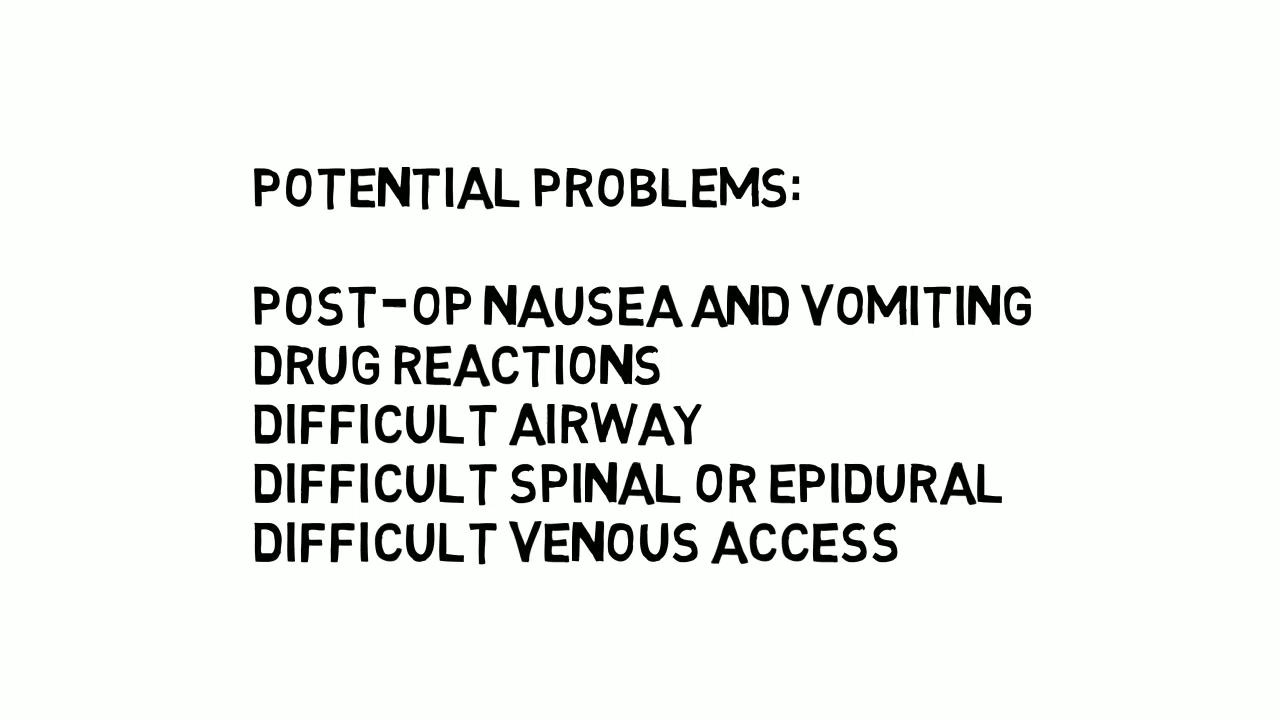 POTENTIAL PROBLEMS:
POST-OP NAUSEA AND VOMITING
DRUG REACTIONS
DIFFICULT AIRWAY
DIFFICULT SPINAL OR EPIDURAL
DIFFICULT VENOUS ACCESS